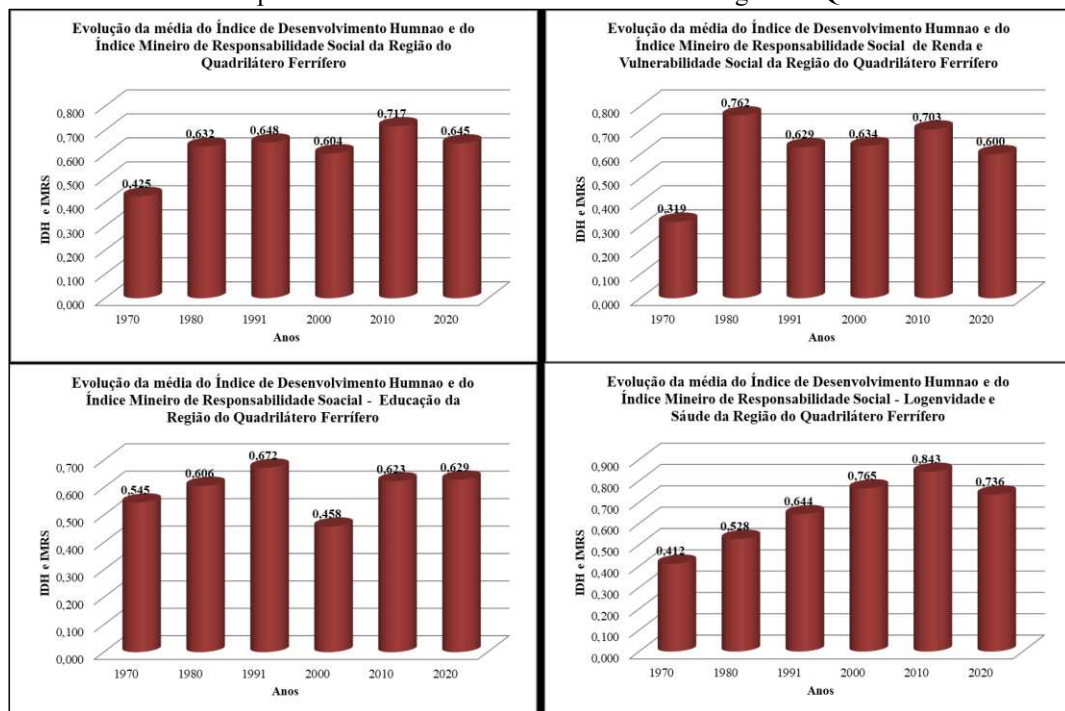 Evolução da média do Índice de Desenvolvimento Humnao e do
Índice Mineiro de Responsabilidade Social da Região do
Quadrilátero Ferrífero
IDH e IMRS
0,800
0,700
0,600
0,500
0,400
0,300
0,200
0,100
0,000
0,425
0,632
0,648
0,604
0,717
0,645
1970 1980 1991 2000 2010 2020
Anos
Evolução da média do Índice de Desenvolvimento Humnao e do
Índice Mineiro de Responsabilidade Social de Renda e
Vulnerabilidade Social da Região do Quadrilátero Ferrífero
IDH e IMRS
0,800
0,700
0,600
0,500
0,400
0,300
0,200
0,100
0,000
0,319
0,762
0,629
0,634
0,703
0,600
1970 1980 1991 2000 2010 2020
Anos
Evolução da média do Índice de Desenvolvimento Humnao e do
Índice Mineiro de Responsabilidade Soacial - Educação da
Região do Quadrilátero Ferrífero
IDH e IMRS
0,700
0,600
0,500
0,400
0,300
0,200
0,100
0,000
0,545
0,606
0,672
0,458
0,623
0,629
1970 1980 1991 2000 2010 2020
Anos
Evolução da média do Índice de Desenvolvimento Humnao e do
Índice Mineiro de Responsabilidade Social - Logenvidade e
Sáude da Região do Quadrilátero Ferrífero
IDH e IMRS
0,900
0,800
0,700
0,600
0,500
0,400
0,300
0,200
0,100
0,000
0,412
0,528
0,644
0,765
0,843
0,736
1970 1980 1991 2000 2010 2020
Anos